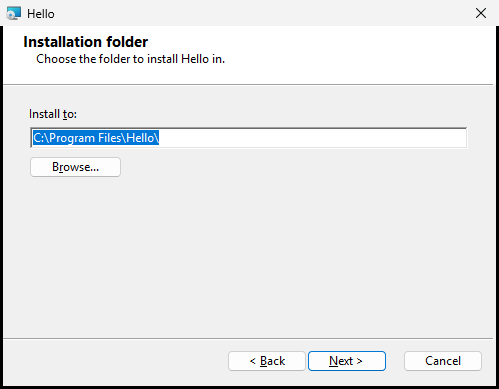 Hello
Installation folder
Choose the folder to install Hello in.
Install to:
C:\Program Files\Hello\
Browse...
< Back
Next >
Cancel